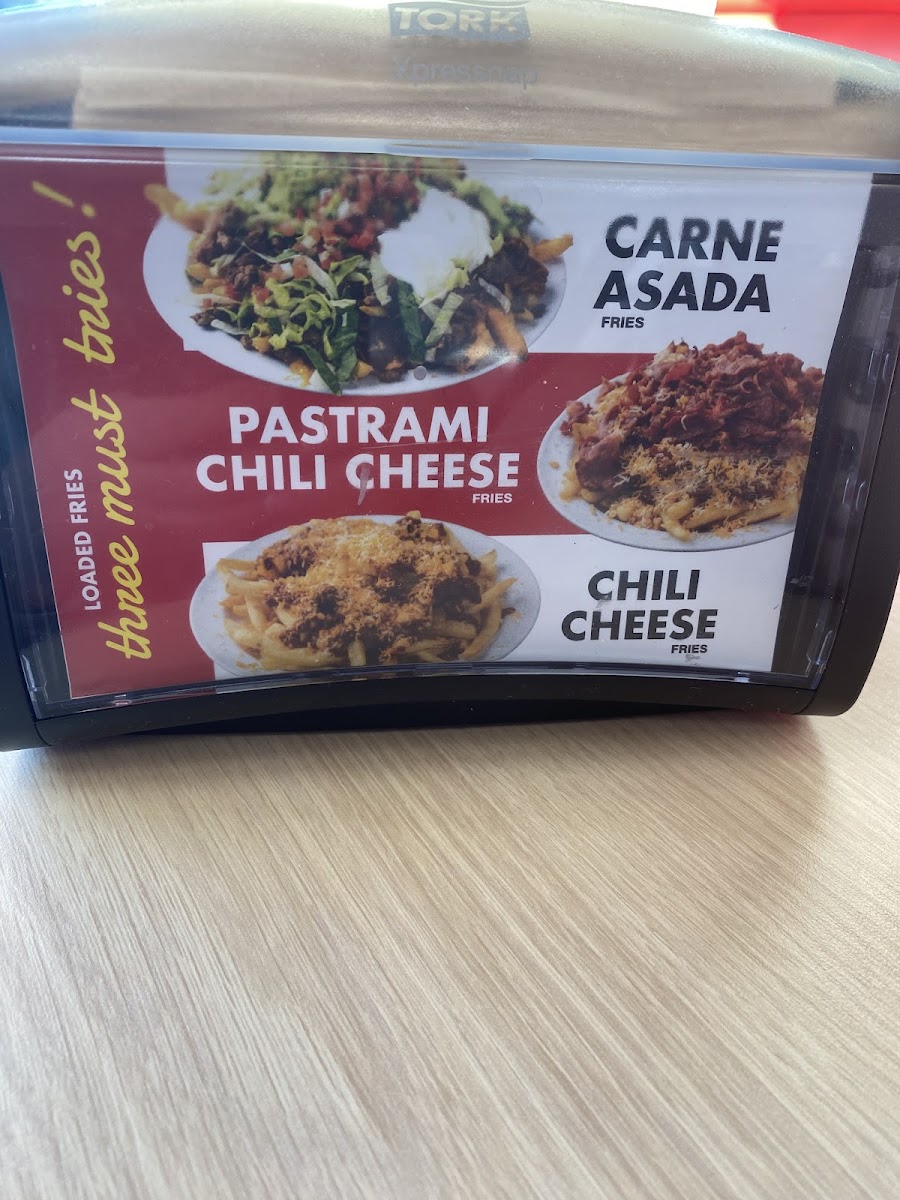 TORK
Xpressnap
LOADED FRIES
three must tries!
CARNE
ASADA
FRIES
PASTRAMI
CHILI CHEESE
FRIES
CHILI
CHEESE
FRIES